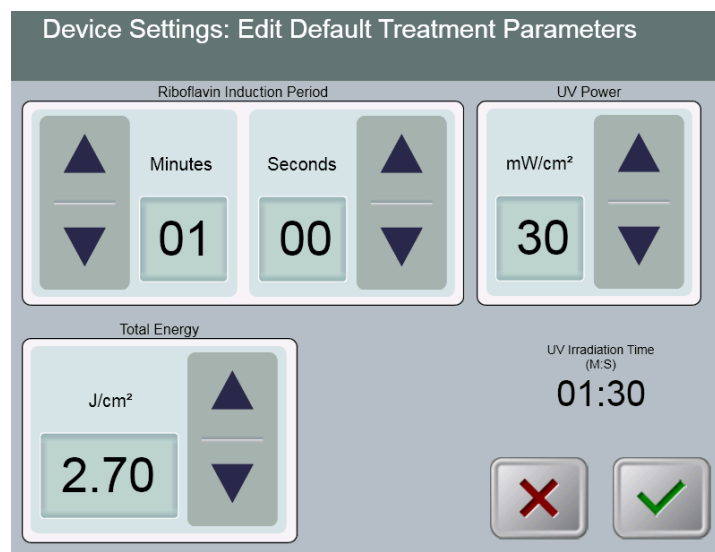 Device Settings: Edit Default Treatment Parameters
Riboflavin Induction Period
Minutes
01
Seconds
00
UV Power
mW/cm²
30
Total Energy
J/cm²
2.70
UV Irradiation Time
(M:S)
01:30